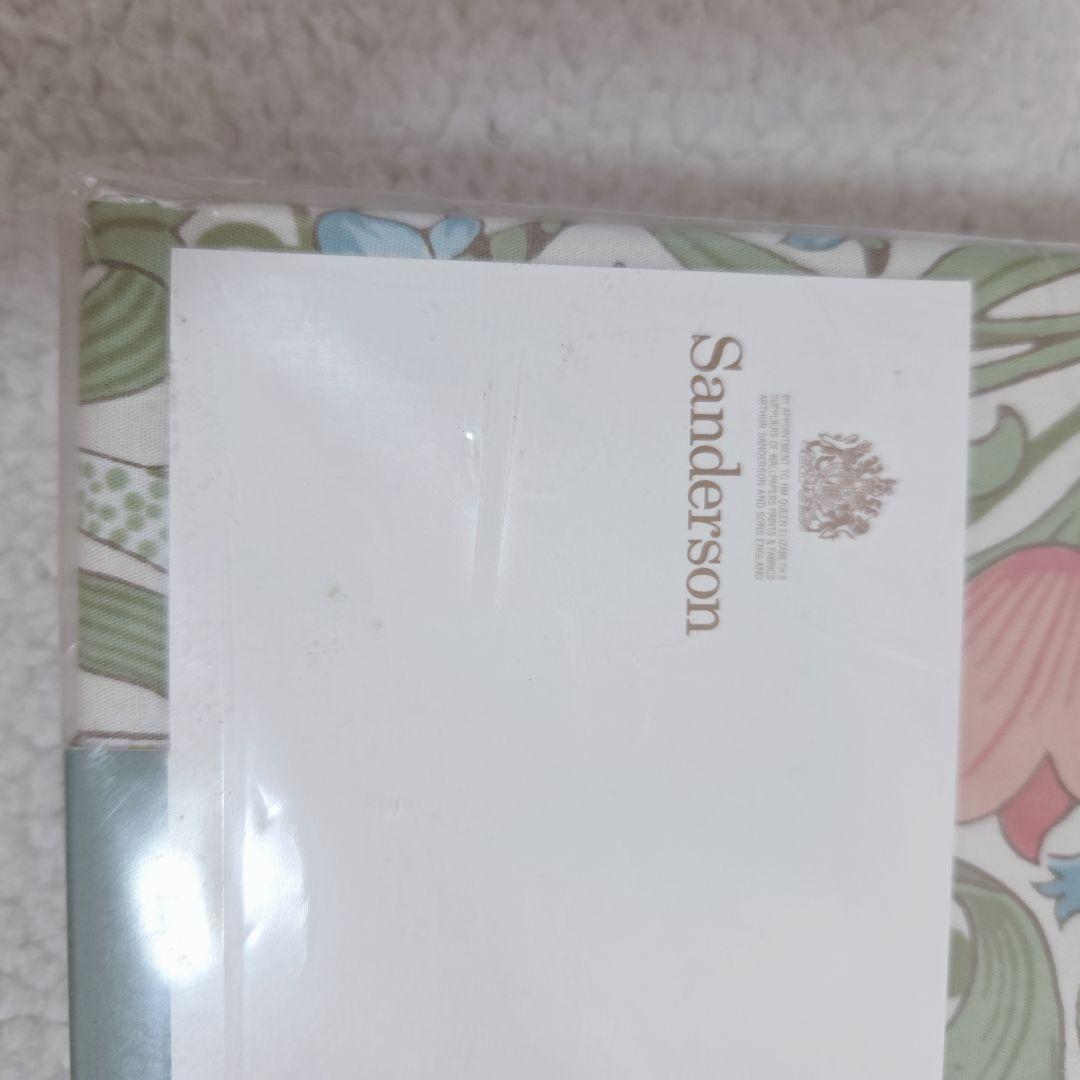 BY APPOINTMENT TO HM QUEEN ELIZABETH II
SUPPLIERS OF WALLPAPERS PAINTS & FABRICS
ARTHUR SANDERSON AND SONS ENGLAND
Sanderson